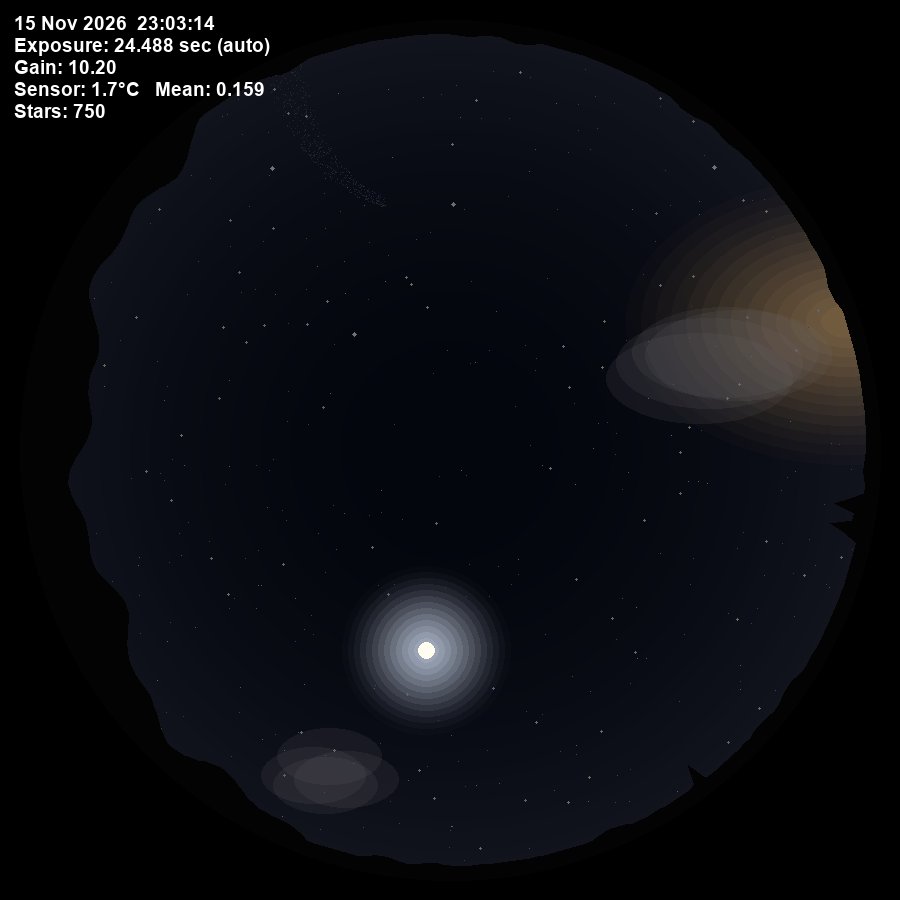 15 Nov 2026  23:03:14
Exposure: 24.488 sec (auto)
Gain: 10.20
Sensor: 1.7°C   Mean: 0.159
Stars: 750